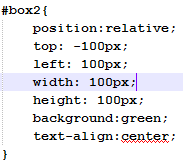 #box2{
position:relative;
top: -100px;
left: 100px;
width: 100px;
height: 100px;
background:green;
text-align:center;
}